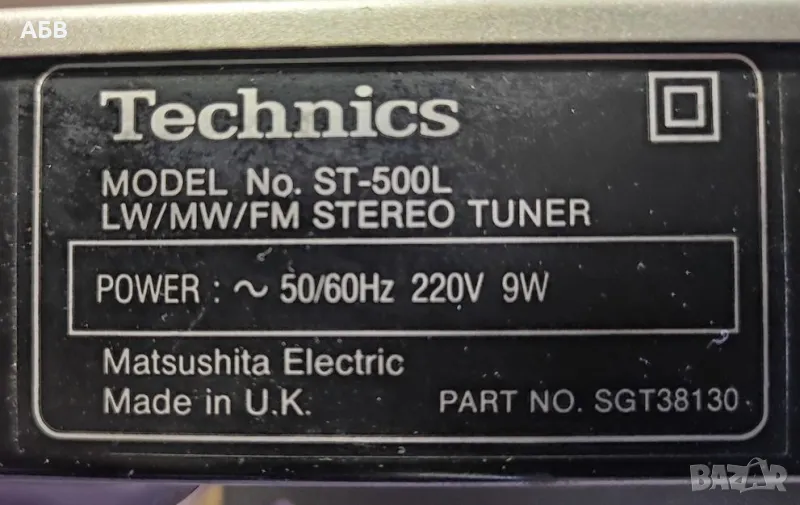 АБВ
Technics
MODEL No. ST-500L
LW/MW/FM STEREO TUNER
POWER : ~ 50/60Hz 220V 9W
Matsushita Electric
Made in U.K.
PART NO. SGT38130
BAZAR